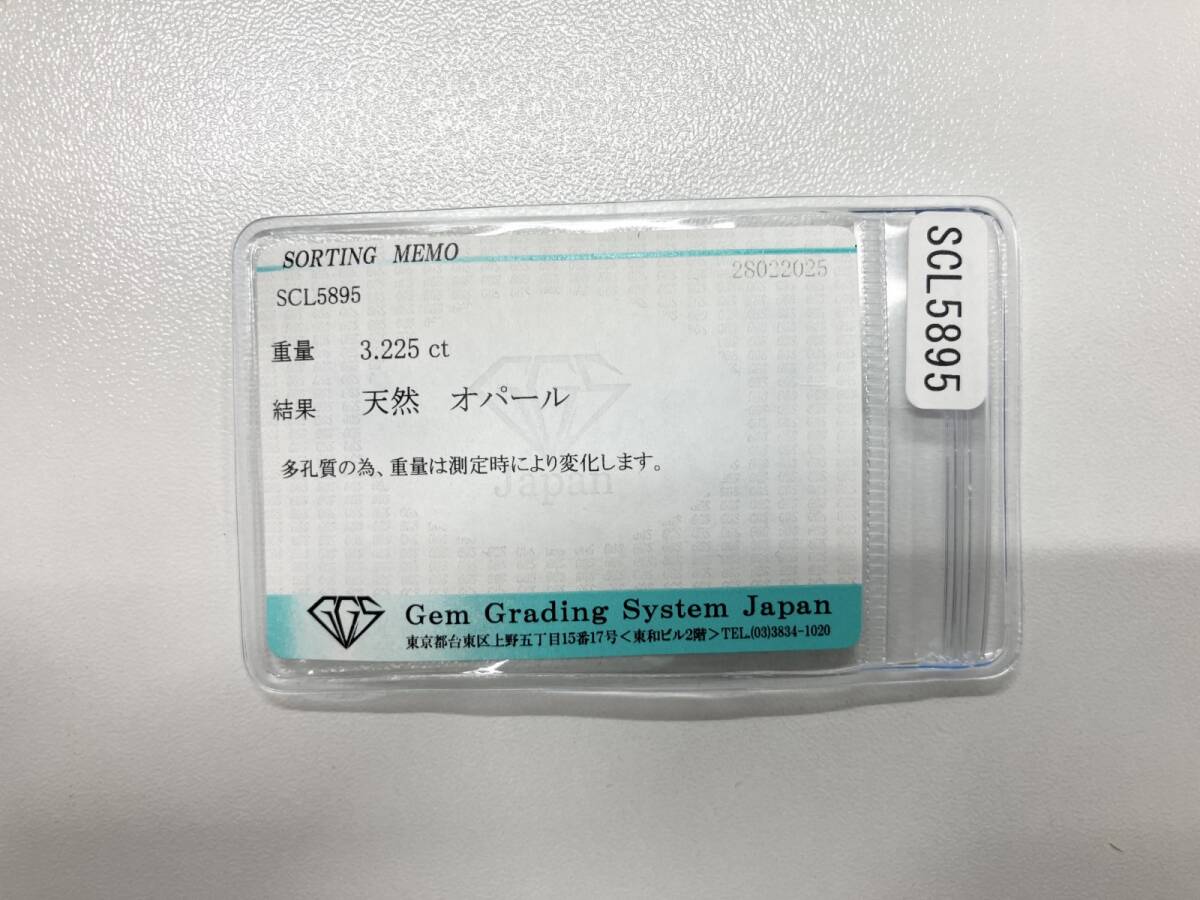 SORTING MEMO
28022025
SCL5895
重量 3.225 ct
結果 天然 オパール
多孔質の為、重量は測定時により変化します。
Japan
GGS Gem Grading System Japan
東京都台東区上野五丁目15番17号＜東和ビル2階＞TEL.(03)3834-1020
SCL5895